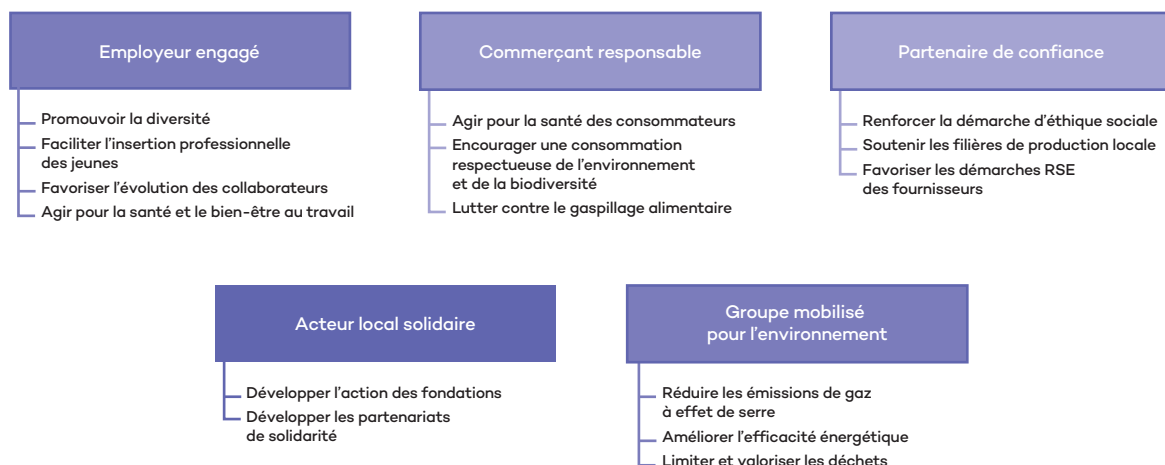 Employeur engagé
Promouvoir la diversité
Faciliter l'insertion professionnelle
des jeunes
Favoriser l'évolution des collaborateurs
Agir pour la santé et le bien-être au travail
Commerçant responsable
Agir pour la santé des consommateurs
Encourager une consommation
respectueuse de l'environnement
et de la biodiversité
Lutter contre le gaspillage alimentaire
Partenaire de confiance
Renforcer la démarche d'éthique sociale
Soutenir les filières de production locale
Favoriser les démarches RSE
des fournisseurs
Acteur local solidaire
Développer l'action des fondations
Développer les partenariats
de solidarité
Groupe mobilisé
pour l'environnement
Réduire les émissions de gaz
à effet de serre
Améliorer l'efficacité énergétique
Limiter et valoriser les déchets